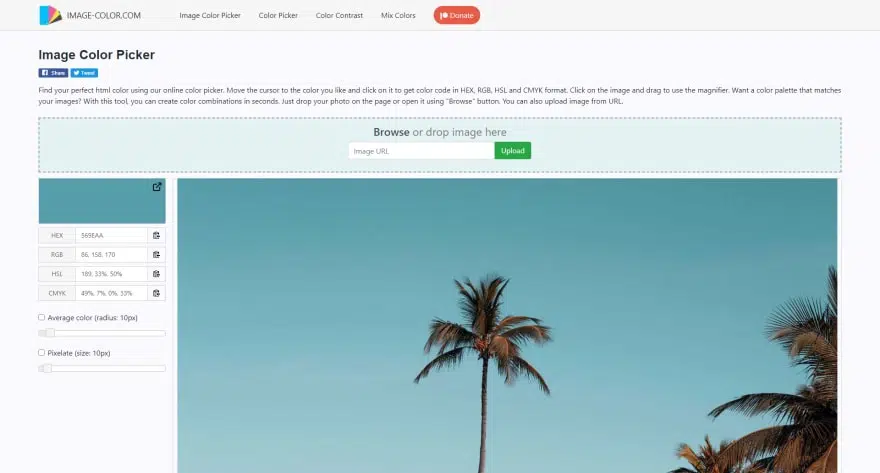 IMAGE-COLOR.COM Image Color Picker Color Picker Color Contrast Mix Colors Donate
Image Color Picker
Share Tweet
Find your perfect html color using our online color picker. Move the cursor to the color you like and click on it to get color code in HEX, RGB, HSL and CMYK format. Click on the image and drag to use the magnifier. Want a color palette that matches
your images? With this tool, you can create color combinations in seconds. Just drop your photo on the page or open it using "Browse" button. You can also upload image from URL.
Browse or drop image here
Image URL Upload
HEX 569EAA
RGB 86, 158, 170
HSL 189, 33%, 50%
CMYK 49%, 7%, 0%, 33%
Average color (radius: 10px)
Pixelate (size: 10px)